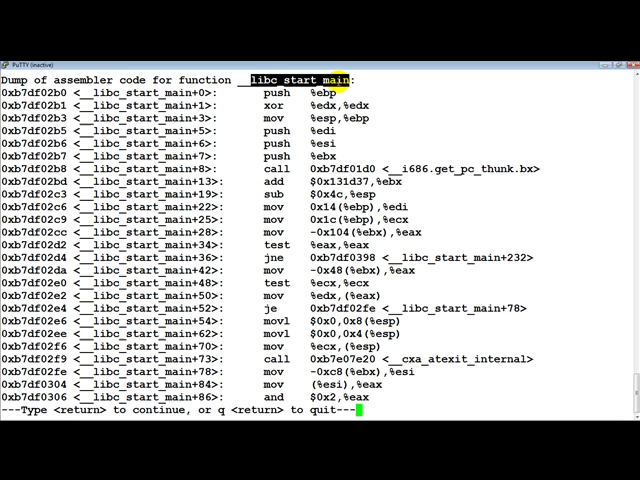 PuTTY (inactive)
Dump of assembler code for function __libc_start_main:
0xb7df02b0 <__libc_start_main+0>: push %ebp
0xb7df02b1 <__libc_start_main+1>: xor %edx,%edx
0xb7df02b3 <__libc_start_main+3>: mov %esp,%ebp
0xb7df02b5 <__libc_start_main+5>: push %edi
0xb7df02b6 <__libc_start_main+6>: push %esi
0xb7df02b7 <__libc_start_main+7>: push %ebx
0xb7df02b8 <__libc_start_main+8>: call 0xb7df01d0 <__i686.get_pc_thunk.bx>
0xb7df02bd <__libc_start_main+13>: add $0x131d37,%ebx
0xb7df02c3 <__libc_start_main+19>: sub $0x4c,%esp
0xb7df02c6 <__libc_start_main+22>: mov 0x14(%ebp),%edi
0xb7df02c9 <__libc_start_main+25>: mov 0x1c(%ebp),%ecx
0xb7df02cc <__libc_start_main+28>: mov -0x104(%ebx),%eax
0xb7df02d2 <__libc_start_main+34>: test %eax,%eax
0xb7df02d4 <__libc_start_main+36>: jne 0xb7df0398 <__libc_start_main+232>
0xb7df02da <__libc_start_main+42>: mov -0x48(%ebx),%eax
0xb7df02e0 <__libc_start_main+48>: test %ecx,%ecx
0xb7df02e2 <__libc_start_main+50>: mov %edx,(%eax)
0xb7df02e4 <__libc_start_main+52>: je 0xb7df02fe <__libc_start_main+78>
0xb7df02e6 <__libc_start_main+54>: movl $0x0,0x8(%esp)
0xb7df02ee <__libc_start_main+62>: movl $0x0,0x4(%esp)
0xb7df02f6 <__libc_start_main+70>: mov %ecx,(%esp)
0xb7df02f9 <__libc_start_main+73>: call 0xb7e07e20 <__cxa_atexit_internal>
0xb7df02fe <__libc_start_main+78>: mov -0xc8(%ebx),%esi
0xb7df0304 <__libc_start_main+84>: mov (%esi),%eax
0xb7df0306 <__libc_start_main+86>: and $0x2,%eax
---Type <return> to continue, or q <return> to quit---